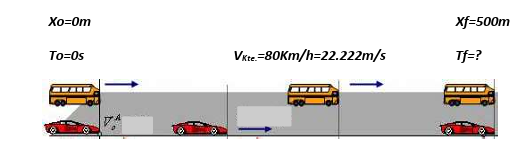 Xo=0m Xf=500m
To=0s VKte.=80Km/h=22.222m/s Tf=?
V A
o